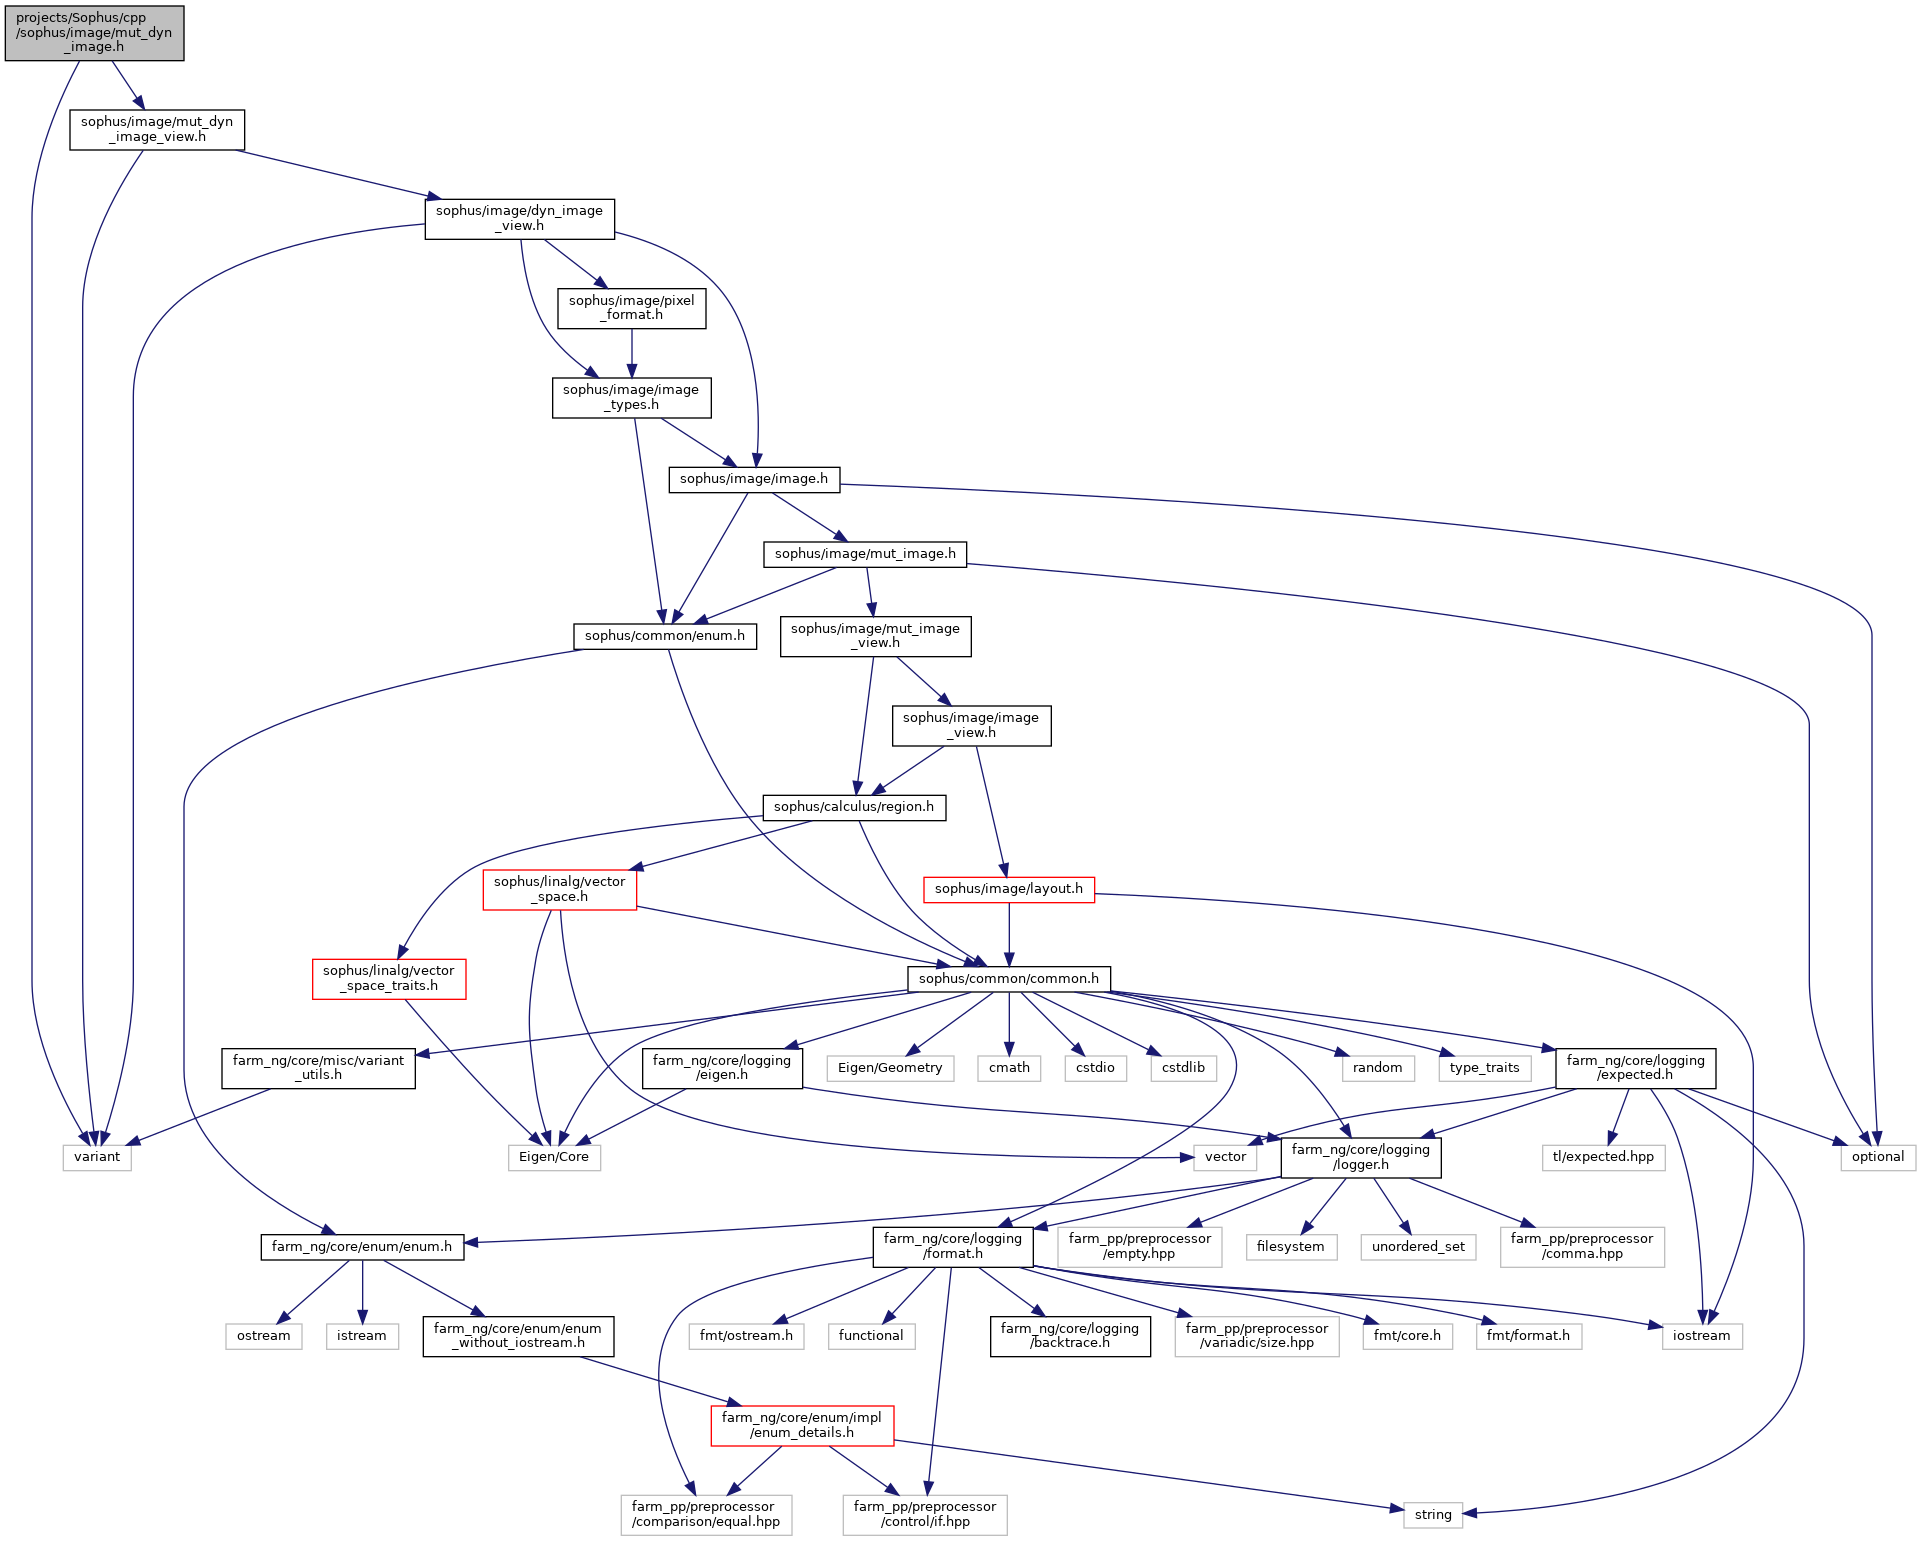 projects/Sophus/cpp
/sophus/image/mut_dyn
_image.h
sophus/image/mut_dyn
_image_view.h
sophus/image/dyn_image
_view.h
sophus/image/pixel
_format.h
sophus/image/image
_types.h
sophus/image/image.h
sophus/image/mut_image.h
sophus/common/enum.h
sophus/image/mut_image
_view.h
sophus/image/image
_view.h
sophus/calculus/region.h
sophus/linalg/vector
_space.h
sophus/image/layout.h
sophus/linalg/vector
_space_traits.h
sophus/common/common.h
farm_ng/core/misc/variant
_utils.h
farm_ng/core/logging
/eigen.h
Eigen/Geometry
cmath
cstdio
cstdlib
random
type_traits
farm_ng/core/logging
/expected.h
variant
Eigen/Core
vector
farm_ng/core/logging
/logger.h
tl/expected.hpp
optional
farm_ng/core/enum/enum.h
farm_ng/core/logging
/format.h
farm_pp/preprocessor
/empty.hpp
filesystem
unordered_set
farm_pp/preprocessor
/comma.hpp
ostream
istream
farm_ng/core/enum/enum
_without_iostream.h
fmt/ostream.h
functional
farm_ng/core/logging
/backtrace.h
farm_pp/preprocessor
/variadic/size.hpp
fmt/core.h
fmt/format.h
iostream
farm_ng/core/enum/impl
/enum_details.h
farm_pp/preprocessor
/comparison/equal.hpp
farm_pp/preprocessor
/control/if.hpp
string